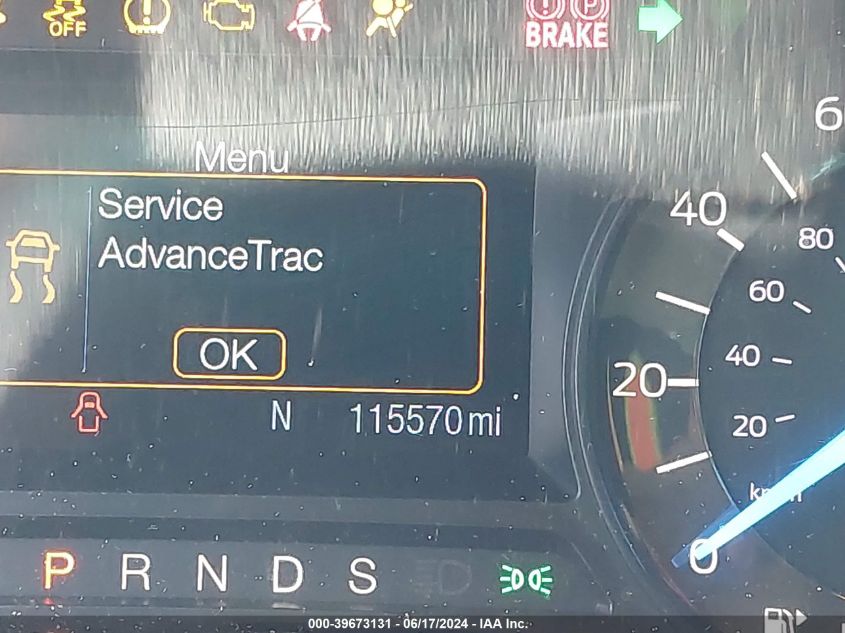 OFF
BRAKE
P
Menu
Service
AdvanceTrac
OK
N 115570 mi
P R N D S
6
40
20
0
80
60
40
20
000-39673131 - 06/17/2024 - IAA Inc.